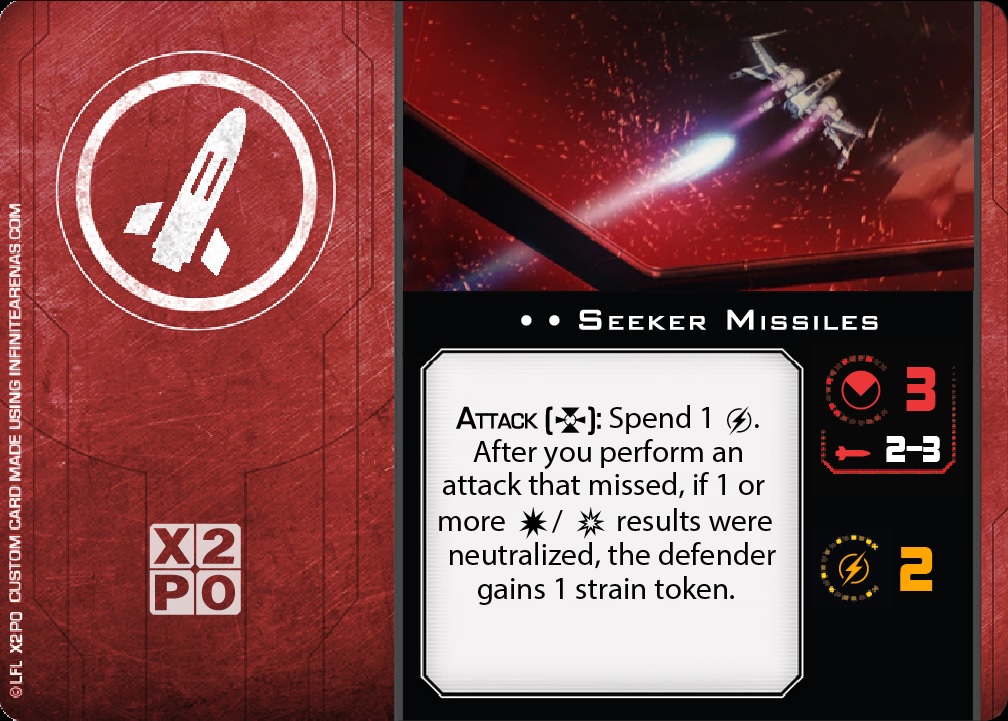 •• Seeker Missiles
Attack [ ]: Spend 1 .
After you perform an
attack that missed, if 1 or
more / results were
neutralized, the defender
gains 1 strain token.
3
2–3
2
X2
PO
©LFL X2PO CUSTOM CARD MADE USING INFINITEARENAS.COM